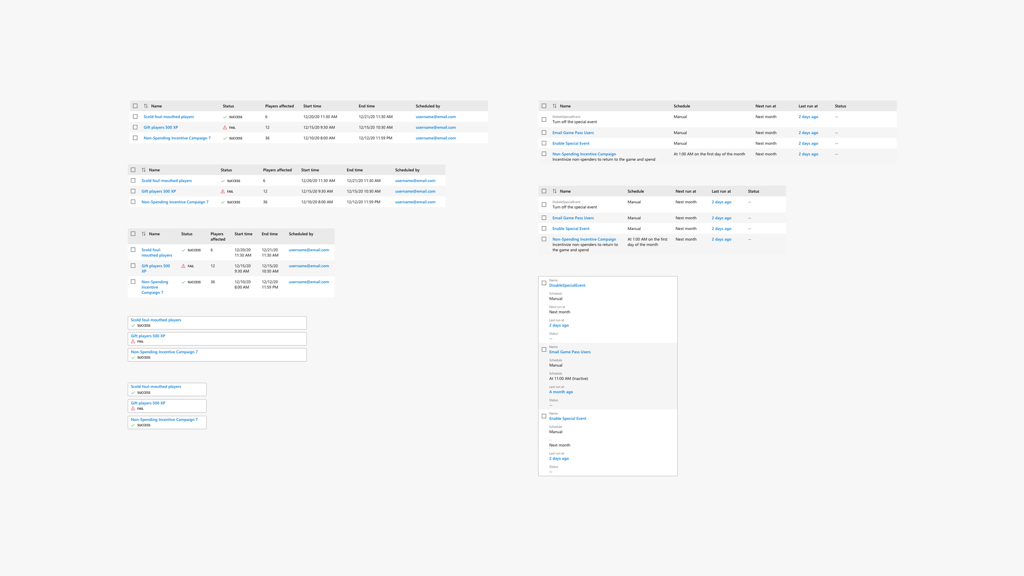 Name Status Players affected Start time End time Scheduled by
Scold foul-mouthed players SUCCESS 6 12/20/20 11:30 AM 12/21/20 11:30 AM username@email.com
Gift players 500 XP FAIL 12 12/15/20 9:30 AM 12/15/20 10:30 AM username@email.com
Non-Spending Incentive Campaign 7 SUCCESS 30 12/10/20 8:00 AM 12/12/20 11:59 PM username@email.com
Name Status Players affected Start time End time Scheduled by
Scold foul-mouthed players SUCCESS 6 12/20/20 11:30 AM 12/21/20 11:30 AM username@email.com
Gift players 500 XP FAIL 12 12/15/20 9:30 AM 12/15/20 10:30 AM username@email.com
Non-Spending Incentive Campaign 7 SUCCESS 30 12/10/20 8:00 AM 12/12/20 11:59 PM username@email.com
Name Status Players Start time End time Scheduled by
affected
Scold foul- SUCCESS 6 12/20/20 12/21/20 username@email.com
mouthed players 11:30 AM 11:30 AM
Gift players 500 FAIL 12 12/15/20 12/15/20 username@email.com
XP 9:30 AM 10:30 AM
Non-Spending SUCCESS 30 12/10/20 12/12/20 username@email.com
Incentive 8:00 AM 11:59 PM
Campaign 7
Scold foul-mouthed players
SUCCESS
Gift players 500 XP
FAIL
Non-Spending Incentive Campaign 7
SUCCESS
Scold foul-mouthed players
SUCCESS
Gift players 500 XP
FAIL
Non-Spending Incentive Campaign 7
SUCCESS
Name Schedule Next run at Last run at Status
DisableSpecialEvent Manual Next month 2 days ago --
Turn off the special event
Email Game Pass Users Manual Next month 2 days ago --
Enable Special Event Manual Next month 2 days ago --
Non-Spending Incentive Campaign At 1:00 AM on the first day of the month Next month 2 days ago --
Incentivize non-spenders to return to the game and spend
Name Schedule Next run at Last run at Status
DisableSpecialEvent Manual Next month 2 days ago --
Turn off the special event
Email Game Pass Users Manual Next month 2 days ago --
Enable Special Event Manual Next month 2 days ago --
Non-Spending Incentive Campaign At 1:00 AM on the first Next month 2 days ago --
Incentivize non-spenders to return to day of the month
the game and spend
Name
DisableSpecialEvent
Schedule
Manual
Next run at
Next month
Last run at
2 days ago
Status
--
Name
Email Game Pass Users
Schedule
Manual
Schedule
At 11:00 AM (inactive)
Last run at
A month ago
Status
--
Name
Enable Special Event
Schedule
Manual
Next month
Last run at
2 days ago
Status
--